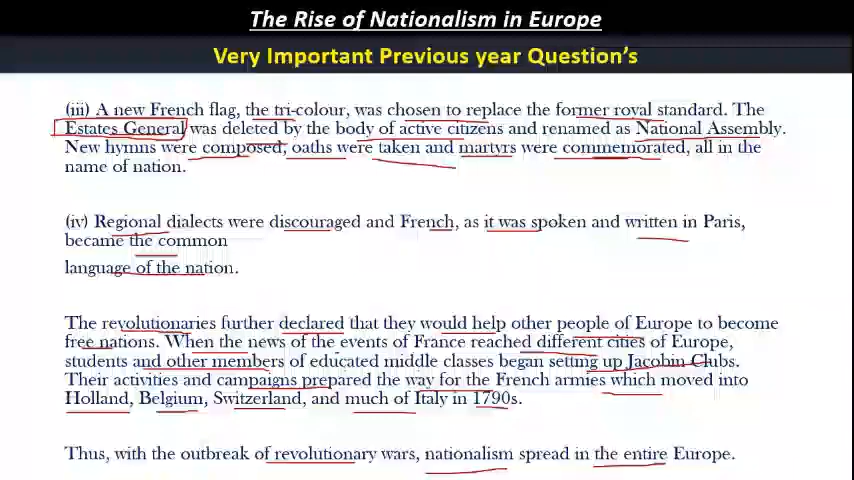 The Rise of Nationalism in Europe
Very Important Previous year Question's
(iii) A new French flag, the tri-colour, was chosen to replace the former royal standard. The
Estates General was deleted by the body of active citizens and renamed as National Assembly.
New hymns were composed, oaths were taken and martyrs were commemorated, all in the
name of nation.
(iv) Regional dialects were discouraged and French, as it was spoken and written in Paris,
became the common
language of the nation.
The revolutionaries further declared that they would help other people of Europe to become
free nations. When the news of the events of France reached different cities of Europe,
students and other members of educated middle classes began setting up Jacobin Clubs.
Their activities and campaigns prepared the way for the French armies which moved into
Holland, Belgium, Switzerland, and much of Italy in 1790s.
Thus, with the outbreak of revolutionary wars, nationalism spread in the entire Europe.